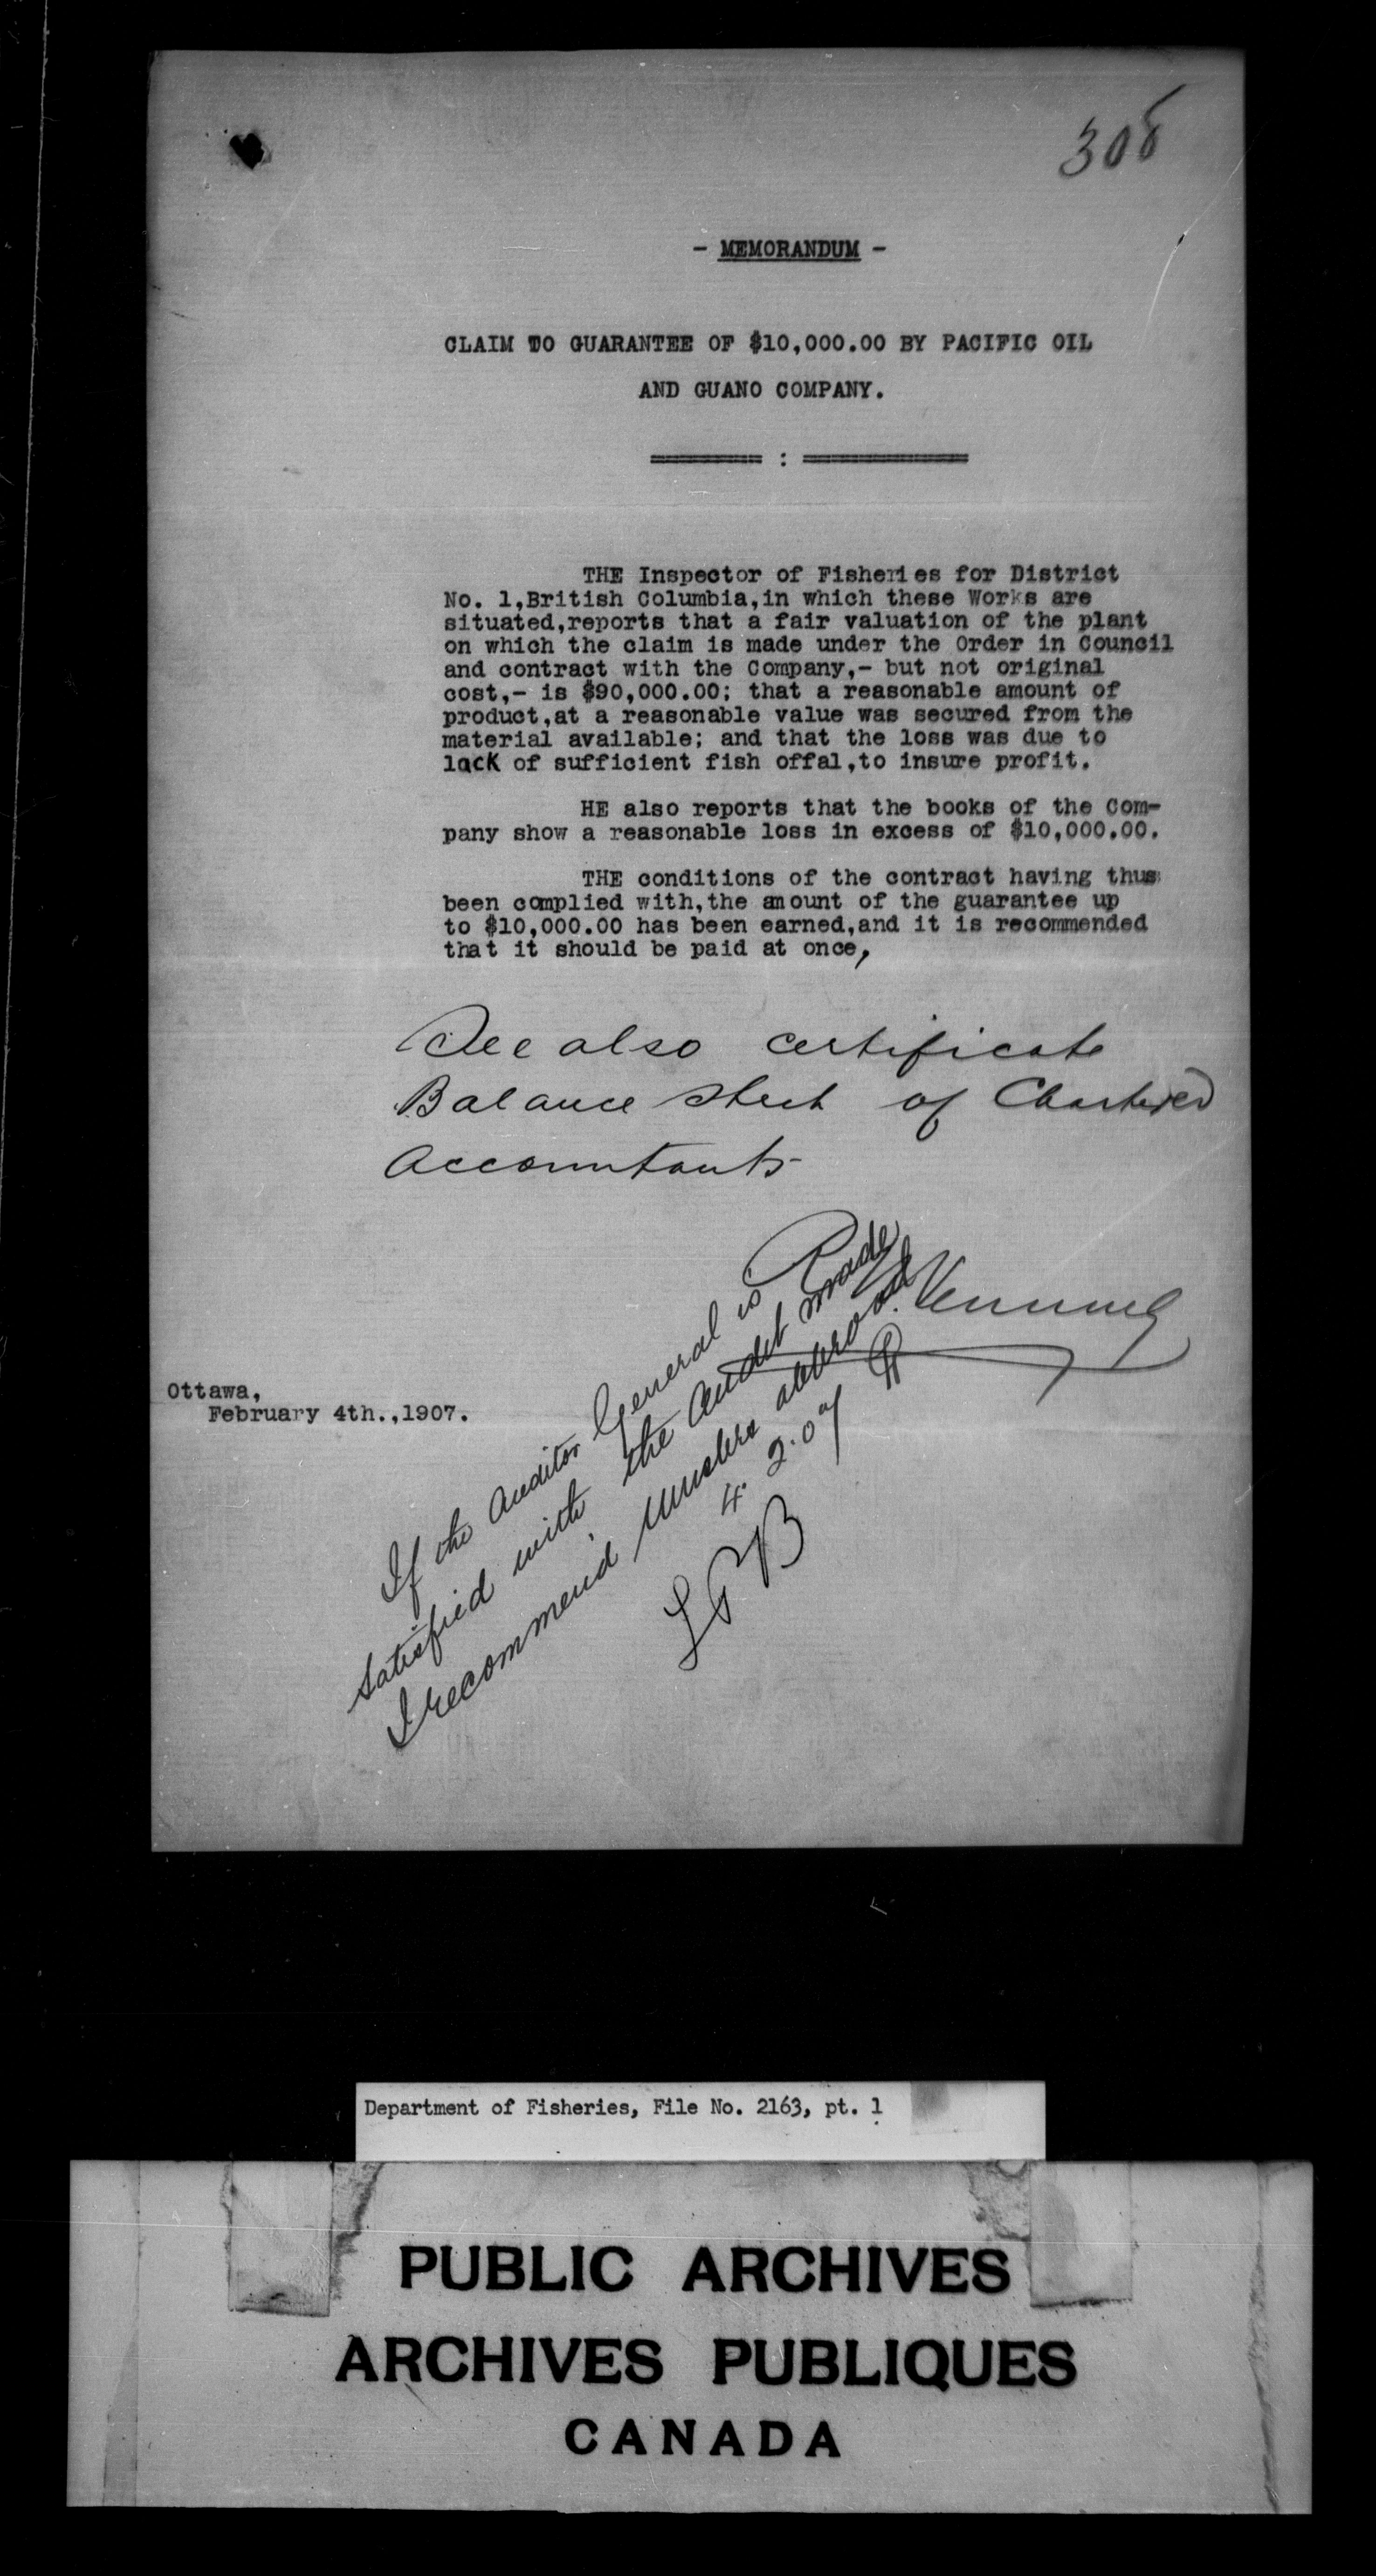 308
- MEMORANDUM -
CLAIM TO GUARANTEE OF $10,000.00 BY PACIFIC OIL
AND GUANO COMPANY.
:
THE Inspector of Fisheries for District
No. 1,British Columbia,in which these Works are
situated,reports that a fair valuation of the plant
on which the claim is made under the Order in Council
and contract with the Company,- but not original
cost,- is $90,000.00; that a reasonable amount of
product,at a reasonable value was secured from the
material available; and that the loss was due to
lack of sufficient fish offal,to insure profit.
HE also reports that the books of the Com-
pany show a reasonable loss in excess of $10,000.00.
THE conditions of the contract having thus
been complied with,the amount of the guarantee up
to $10,000.00 has been earned,and it is recommended
that it should be paid at once,
See also certificate
Balance sheet of Chartered
Accountants
Venning
Ottawa,
February 4th.,1907.
If the Auditor General is
satisfied with the Audit made
I recommend Ministers approval
4. 2. 07
Department of Fisheries, File No. 2163, pt. 1
PUBLIC ARCHIVES
ARCHIVES PUBLIQUES
CANADA